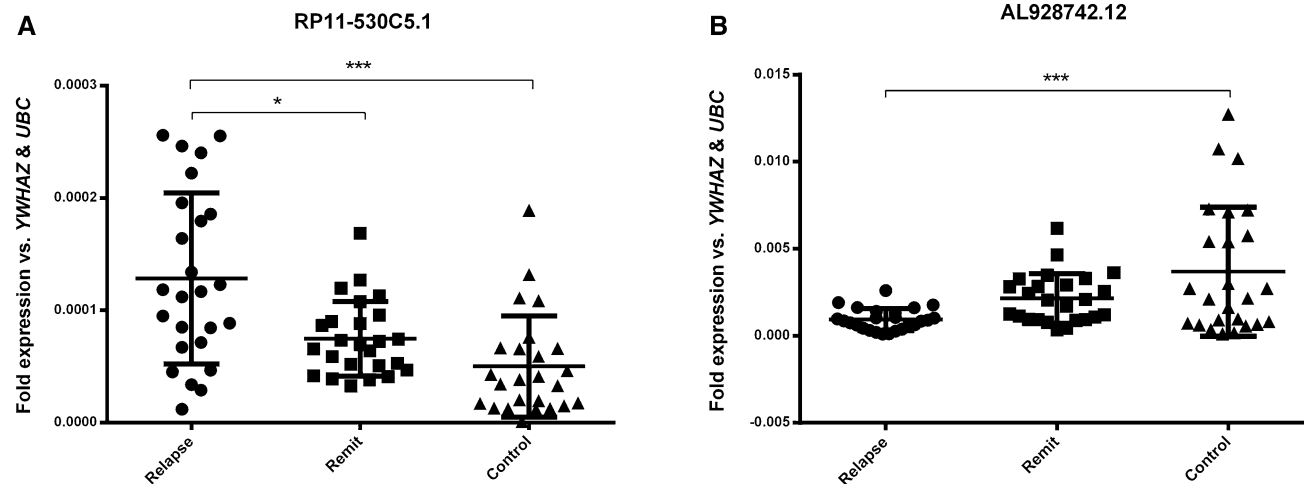 A
RP11-530C5.1
Fold expression vs. YWHAZ & UBC
0.0003
0.0002
0.0001
0.0000
***
*
Relapse
Remit
Control
B
AL928742.12
Fold expression vs. YWHAZ & UBC
0.015
0.010
0.005
0.000
-0.005
***
Relapse
Remit
Control